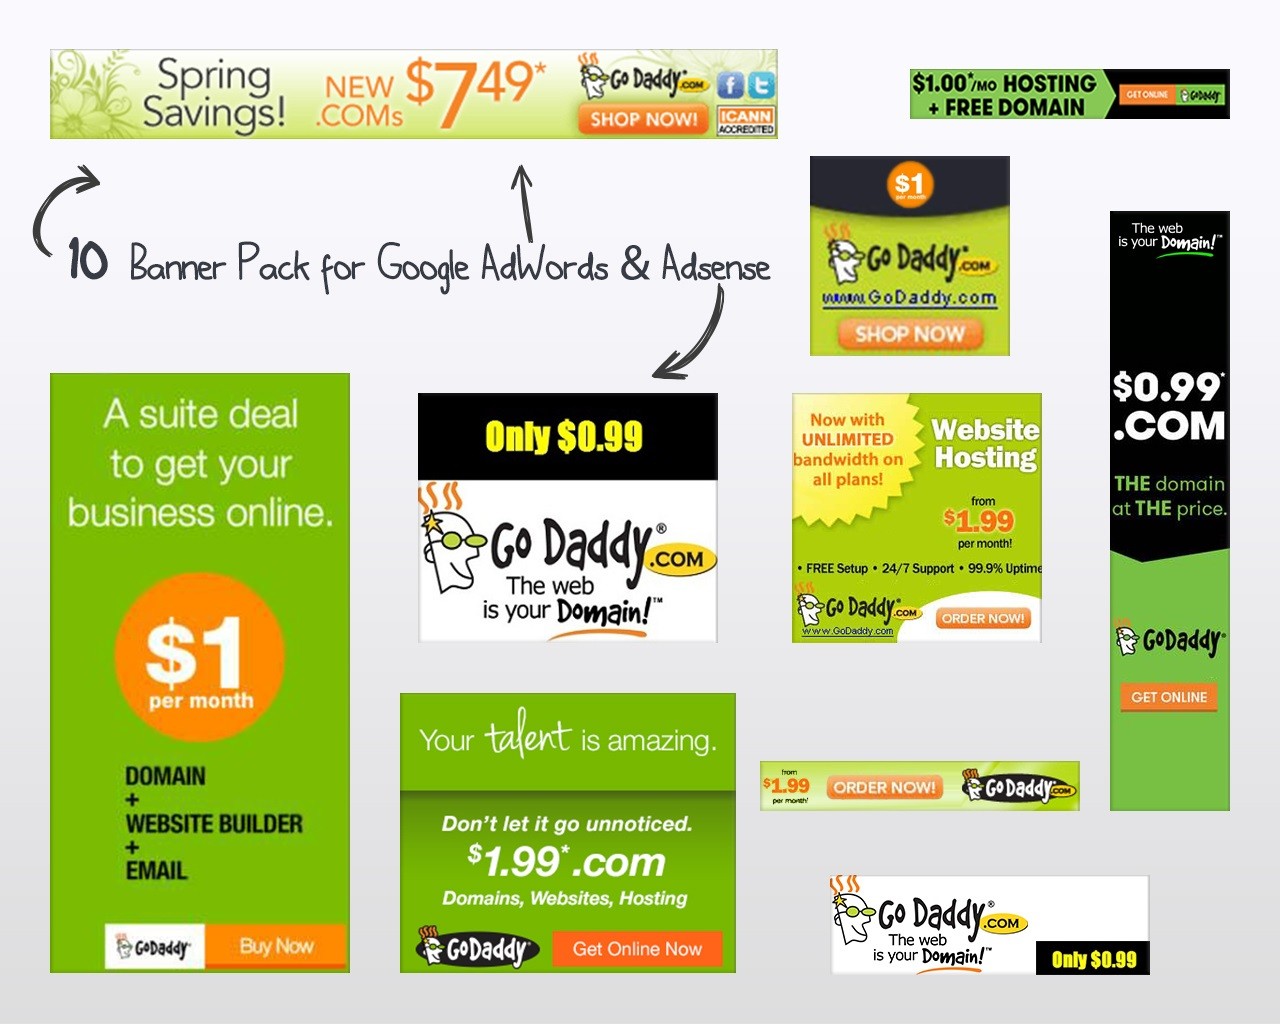 Spring
Savings!
NEW
.COMs
$7.49*
Go Daddy.COM
SHOP NOW!
ICANN
ACCREDITED
$1.00*/MO HOSTING
+ FREE DOMAIN
GET ONLINE
GoDaddy
10 Banner Pack for Google AdWords & Adsense
$1
per month
Go Daddy.COM
www.GoDaddy.com
SHOP NOW
The web
is your Domain!™
$0.99*
.COM
THE domain
at THE price.
GoDaddy®
GET ONLINE
A suite deal
to get your
business online.
$1
per month
DOMAIN
+
WEBSITE BUILDER
+
EMAIL
GoDaddy
Buy Now
Only $0.99
Go Daddy®.COM
The web
is your Domain!™
Now with
UNLIMITED
bandwidth on
all plans!
Website
Hosting
from
$1.99
per month!
• FREE Setup • 24/7 Support • 99.9% Uptime
Go Daddy.COM
www.GoDaddy.com
ORDER NOW!
Your talent is amazing.
Don't let it go unnoticed.
$1.99*.com
Domains, Websites, Hosting
GoDaddy
Get Online Now
from
$1.99
per month!
ORDER NOW!
Go Daddy.COM
Go Daddy®.COM
The web
is your Domain!™
Only $0.99